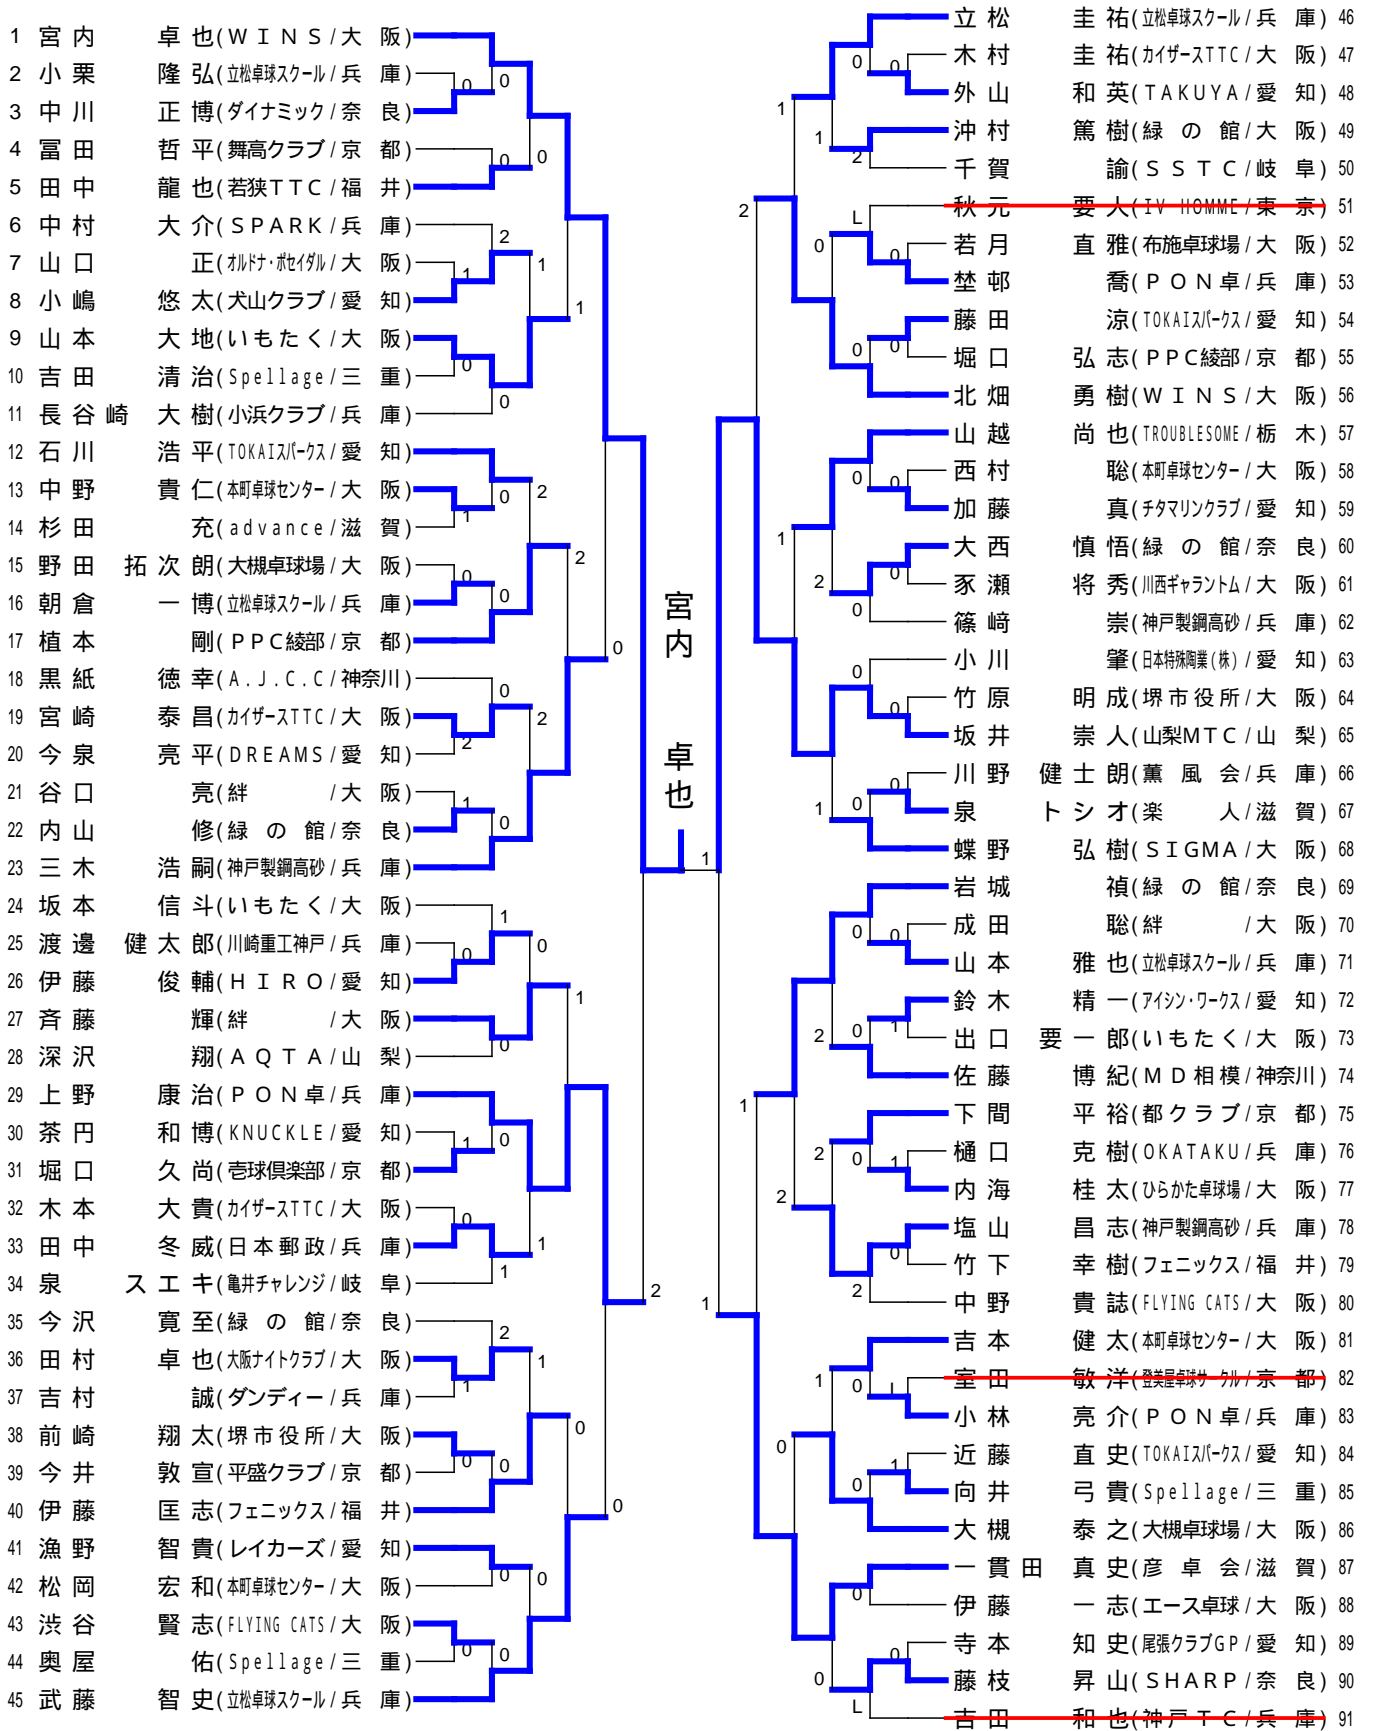 1 宮内 卓也(WINS/大 阪)
2 小栗 隆弘(立松卓球スクール/兵 庫)
3 中川 正博(ダイナミック/奈 良)
4 冨田 哲平(舞高クラブ/京 都)
5 田中 龍也(若狭TTC/福 井)
6 中村 大介(SPARK/兵 庫)
7 山口 正(オルドナ・ポセイダル/大 阪)
8 小嶋 悠太(犬山クラブ/愛 知)
9 山本 大地(いもたく/大 阪)
10 吉田 清治(Spellage/三 重)
11 長谷崎 大樹(小浜クラブ/兵 庫)
12 石川 浩平(TOKAIスパークス/愛 知)
13 中野 貴仁(本町卓球センター/大 阪)
14 杉田 充(advance/滋 賀)
15 野田 拓次朗(大槻卓球場/大 阪)
16 朝倉 一博(立松卓球スクール/兵 庫)
17 植本 剛(PPC綾部/京 都)
18 黒紙 徳幸(A.J.C.C/神奈川)
19 宮崎 泰昌(カイザースTTC/大 阪)
20 今泉 亮平(DREAMS/愛 知)
21 谷口 亮(絆 /大 阪)
22 内山 修(緑の館/奈 良)
23 三木 浩嗣(神戸製鋼高砂/兵 庫)
24 坂本 信斗(いもたく/大 阪)
25 渡邊 健太郎(川崎重工神戸/兵 庫)
26 伊藤 俊輔(HIRO/愛 知)
27 斉藤 輝(絆 /大 阪)
28 深沢 翔(AQTA/山 梨)
29 上野 康治(PON卓/兵 庫)
30 茶円 和博(KNUCKLE/愛 知)
31 堀口 久尚(壱球倶楽部/京 都)
32 木本 大貴(カイザースTTC/大 阪)
33 田中 冬威(日本郵政/兵 庫)
34 泉 スエキ(亀井チャレンジ/岐 阜)
35 今沢 寛至(緑の館/奈 良)
36 田村 卓也(大阪ナイトクラブ/大 阪)
37 吉村 誠(ダンディー/兵 庫)
38 前崎 翔太(堺市役所/大 阪)
39 今井 敦宣(平盛クラブ/京 都)
40 伊藤 匡志(フェニックス/福 井)
41 漁野 智貴(レイカーズ/愛 知)
42 松岡 宏和(本町卓球センター/大 阪)
43 渋谷 賢志(FLYING CATS/大 阪)
44 奥屋 佑(Spellage/三 重)
45 武藤 智史(立松卓球スクール/兵 庫)
宮内 卓也
立松 圭祐(立松卓球スクール/兵 庫) 46
木村 圭祐(カイザースTTC/大 阪) 47
外山 和英(TAKUYA/愛 知) 48
沖村 篤樹(緑の館/大 阪) 49
千賀 諭(SSTC/岐 阜) 50
秋元 要人(IV HOMME/東 京) 51
若月 直雅(布施卓球場/大 阪) 52
埜邨 喬(PON卓/兵 庫) 53
藤田 涼(TOKAIスパークス/愛 知) 54
堀口 弘志(PPC綾部/京 都) 55
北畑 勇樹(WINS/大 阪) 56
山越 尚也(TROUBLESOME/栃 木) 57
西村 聡(本町卓球センター/大 阪) 58
加藤 真(チタマリンクラブ/愛 知) 59
大西 慎悟(緑の館/奈 良) 60
家瀬 将秀(川西ギャラントム/大 阪) 61
篠﨑 崇(神戸製鋼高砂/兵 庫) 62
小川 肇(日本特殊陶業(株)/愛 知) 63
竹原 明成(堺市役所/大 阪) 64
坂井 崇人(山梨MTC/山 梨) 65
川野 健士朗(薫風会/兵 庫) 66
泉 トシオ(楽 人/滋 賀) 67
蝶野 弘樹(SIGMA/大 阪) 68
岩城 禎(緑の館/奈 良) 69
成田 聡(絆 /大 阪) 70
山本 雅也(立松卓球スクール/兵 庫) 71
鈴木 精一(アイシン・ワークス/愛 知) 72
出口 要一郎(いもたく/大 阪) 73
佐藤 博紀(MD相模/神奈川) 74
下間 平裕(都クラブ/京 都) 75
樋口 克樹(OKATAKU/兵 庫) 76
内海 桂太(ひらかた卓球場/大 阪) 77
塩山 昌志(神戸製鋼高砂/兵 庫) 78
竹下 幸樹(フェニックス/福 井) 79
中野 貴誌(FLYING CATS/大 阪) 80
吉本 健太(本町卓球センター/大 阪) 81
室田 敏洋(登美屋卓球サークル/京 都) 82
小林 亮介(PON卓/兵 庫) 83
近藤 直史(TOKAIスパークス/愛 知) 84
向井 弓貴(Spellage/三 重) 85
大槻 泰之(大槻卓球場/大 阪) 86
一貫田 真史(彦卓会/滋 賀) 87
伊藤 一志(エース卓球/大 阪) 88
寺本 知史(尾張クラブGP/愛 知) 89
藤枝 昇山(SHARP/奈 良) 90
吉田 和也(神戸TC/兵 庫) 91